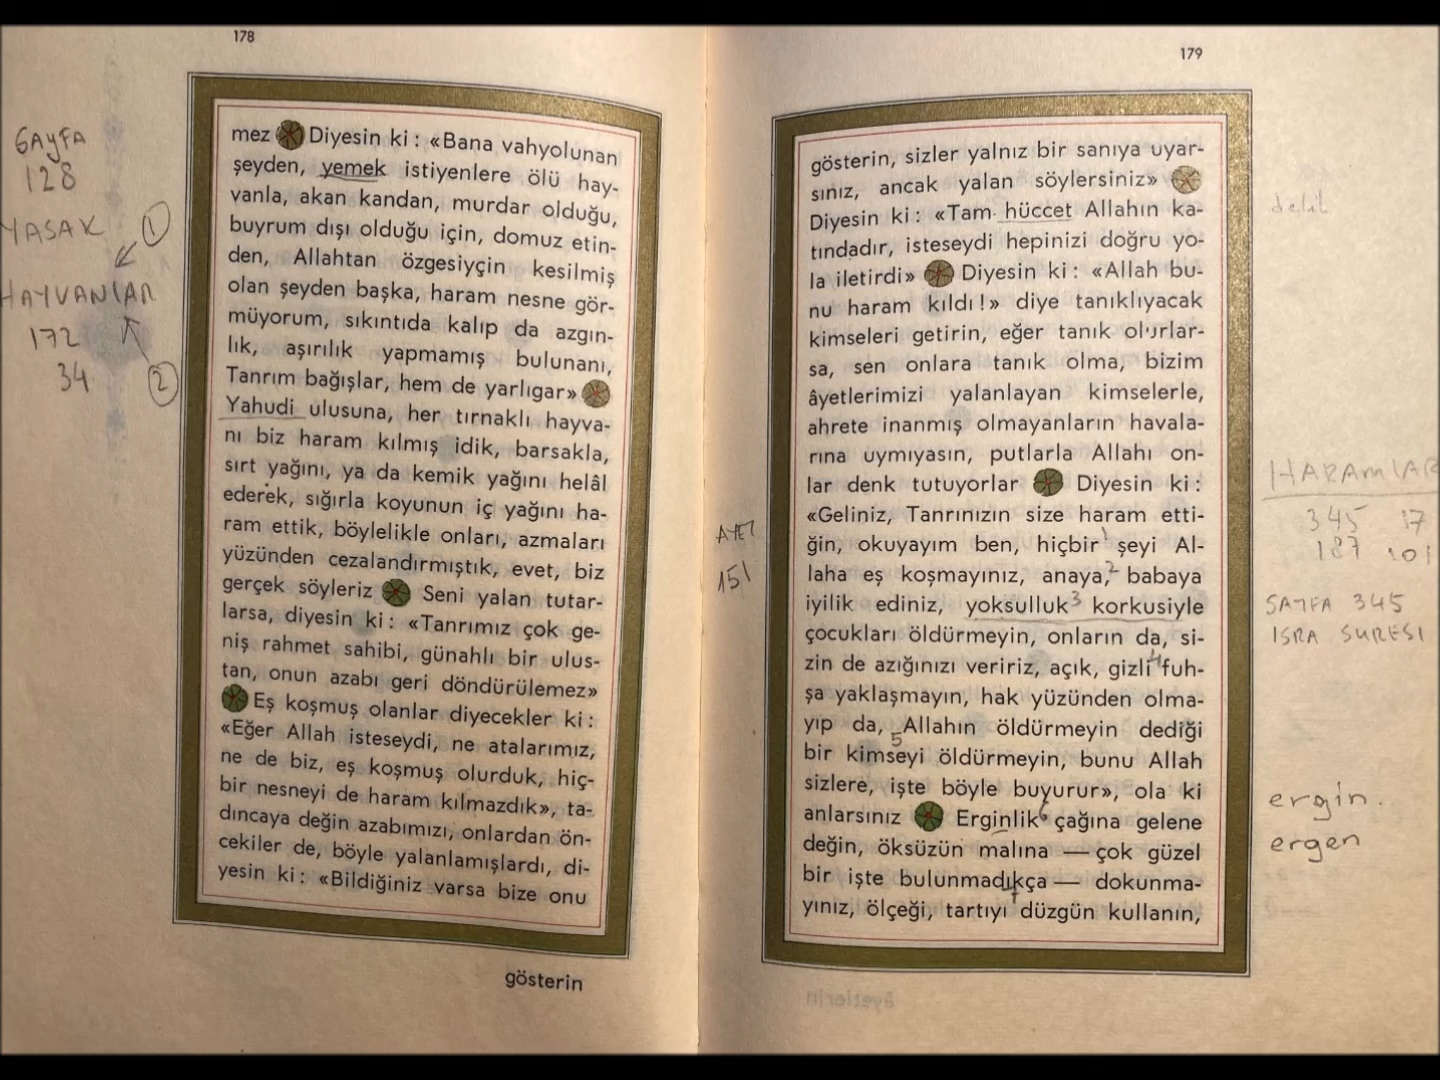 178
SAYFA
128
YASAK 1
HAYVANLAR
172
34 2
mez Diyesin ki : «Bana vahyolunan
şeyden, yemek istiyenlere ölü hay-
vanla, akan kandan, murdar olduğu,
buyrum dışı olduğu için, domuz etin-
den, Allahtan özgesiyçin kesilmiş
olan şeyden başka, haram nesne gör-
müyorum, sıkıntıda kalıp da azgın-
lık, aşırılık yapmamış bulunanı,
Tanrım bağışlar, hem de yarlıgar»
Yahudi ulusuna, her tırnaklı hayva-
nı biz haram kılmış idik, barsakla,
sırt yağını, ya da kemik yağını helâl
ederek, sığırla koyunun iç yağını ha-
ram ettik, böylelikle onları, azmaları
yüzünden cezalandırmıştık, evet, biz
gerçek söyleriz Seni yalan tutar-
larsa, diyesin ki : «Tanrımız çok ge-
niş rahmet sahibi, günahlı bir ulus-
tan, onun azabı geri döndürülemez»
Eş koşmuş olanlar diyecekler ki :
«Eğer Allah isteseydi, ne atalarımız,
ne de biz, eş koşmuş olurduk, hiç-
bir nesneyi de haram kılmazdık», ta-
dıncaya değin azabımızı, onlardan ön-
cekiler de, böyle yalanlamışlardı, di-
yesin ki : «Bildiğiniz varsa bize onu
gösterin
179
gösterin, sizler yalnız bir sanıya uyar-
sınız, ancak yalan söylersiniz»
Diyesin ki : «Tam hüccet Allahın ka-
tındadır, isteseydi hepinizi doğru yo-
la iletirdi» Diyesin ki : «Allah bu-
nu haram kıldı!» diye tanıklıyacak
kimseleri getirin, eğer tanık olurlar-
sa, sen onlara tanık olma, bizim
âyetlerimizi yalanlayan kimselerle,
ahrete inanmış olmayanların havala-
rına uymıyasın, putlarla Allahı on-
lar denk tutuyorlar Diyesin ki :
«Geliniz, Tanrınızın size haram etti-
ğin, okuyayım ben, hiçbir 1 şeyi Al-
laha eş koşmayınız, anaya, 2 babaya
iyilik ediniz, yoksulluk 3 korkusiyle
çocukları öldürmeyin, onların da, si-
zin de azığınızı veririz, açık, gizli 4 fuh-
şa yaklaşmayın, hak yüzünden olma-
yıp da, 5 Allahın öldürmeyin dediği
bir kimseyi öldürmeyin, bunu Allah
sizlere, işte böyle buyurur», ola ki
anlarsınız Erginlik 6 çağına gelene
değin, öksüzün malına — çok güzel
bir işte bulunmadıkça — dokunma-
yınız, ölçeği, tartıyı 7 düzgün kullanın,
AYET
151
delil
HARAMLAR
345 17
187 101
SAYFA 345
ISRA SURESI
ergin.
ergen